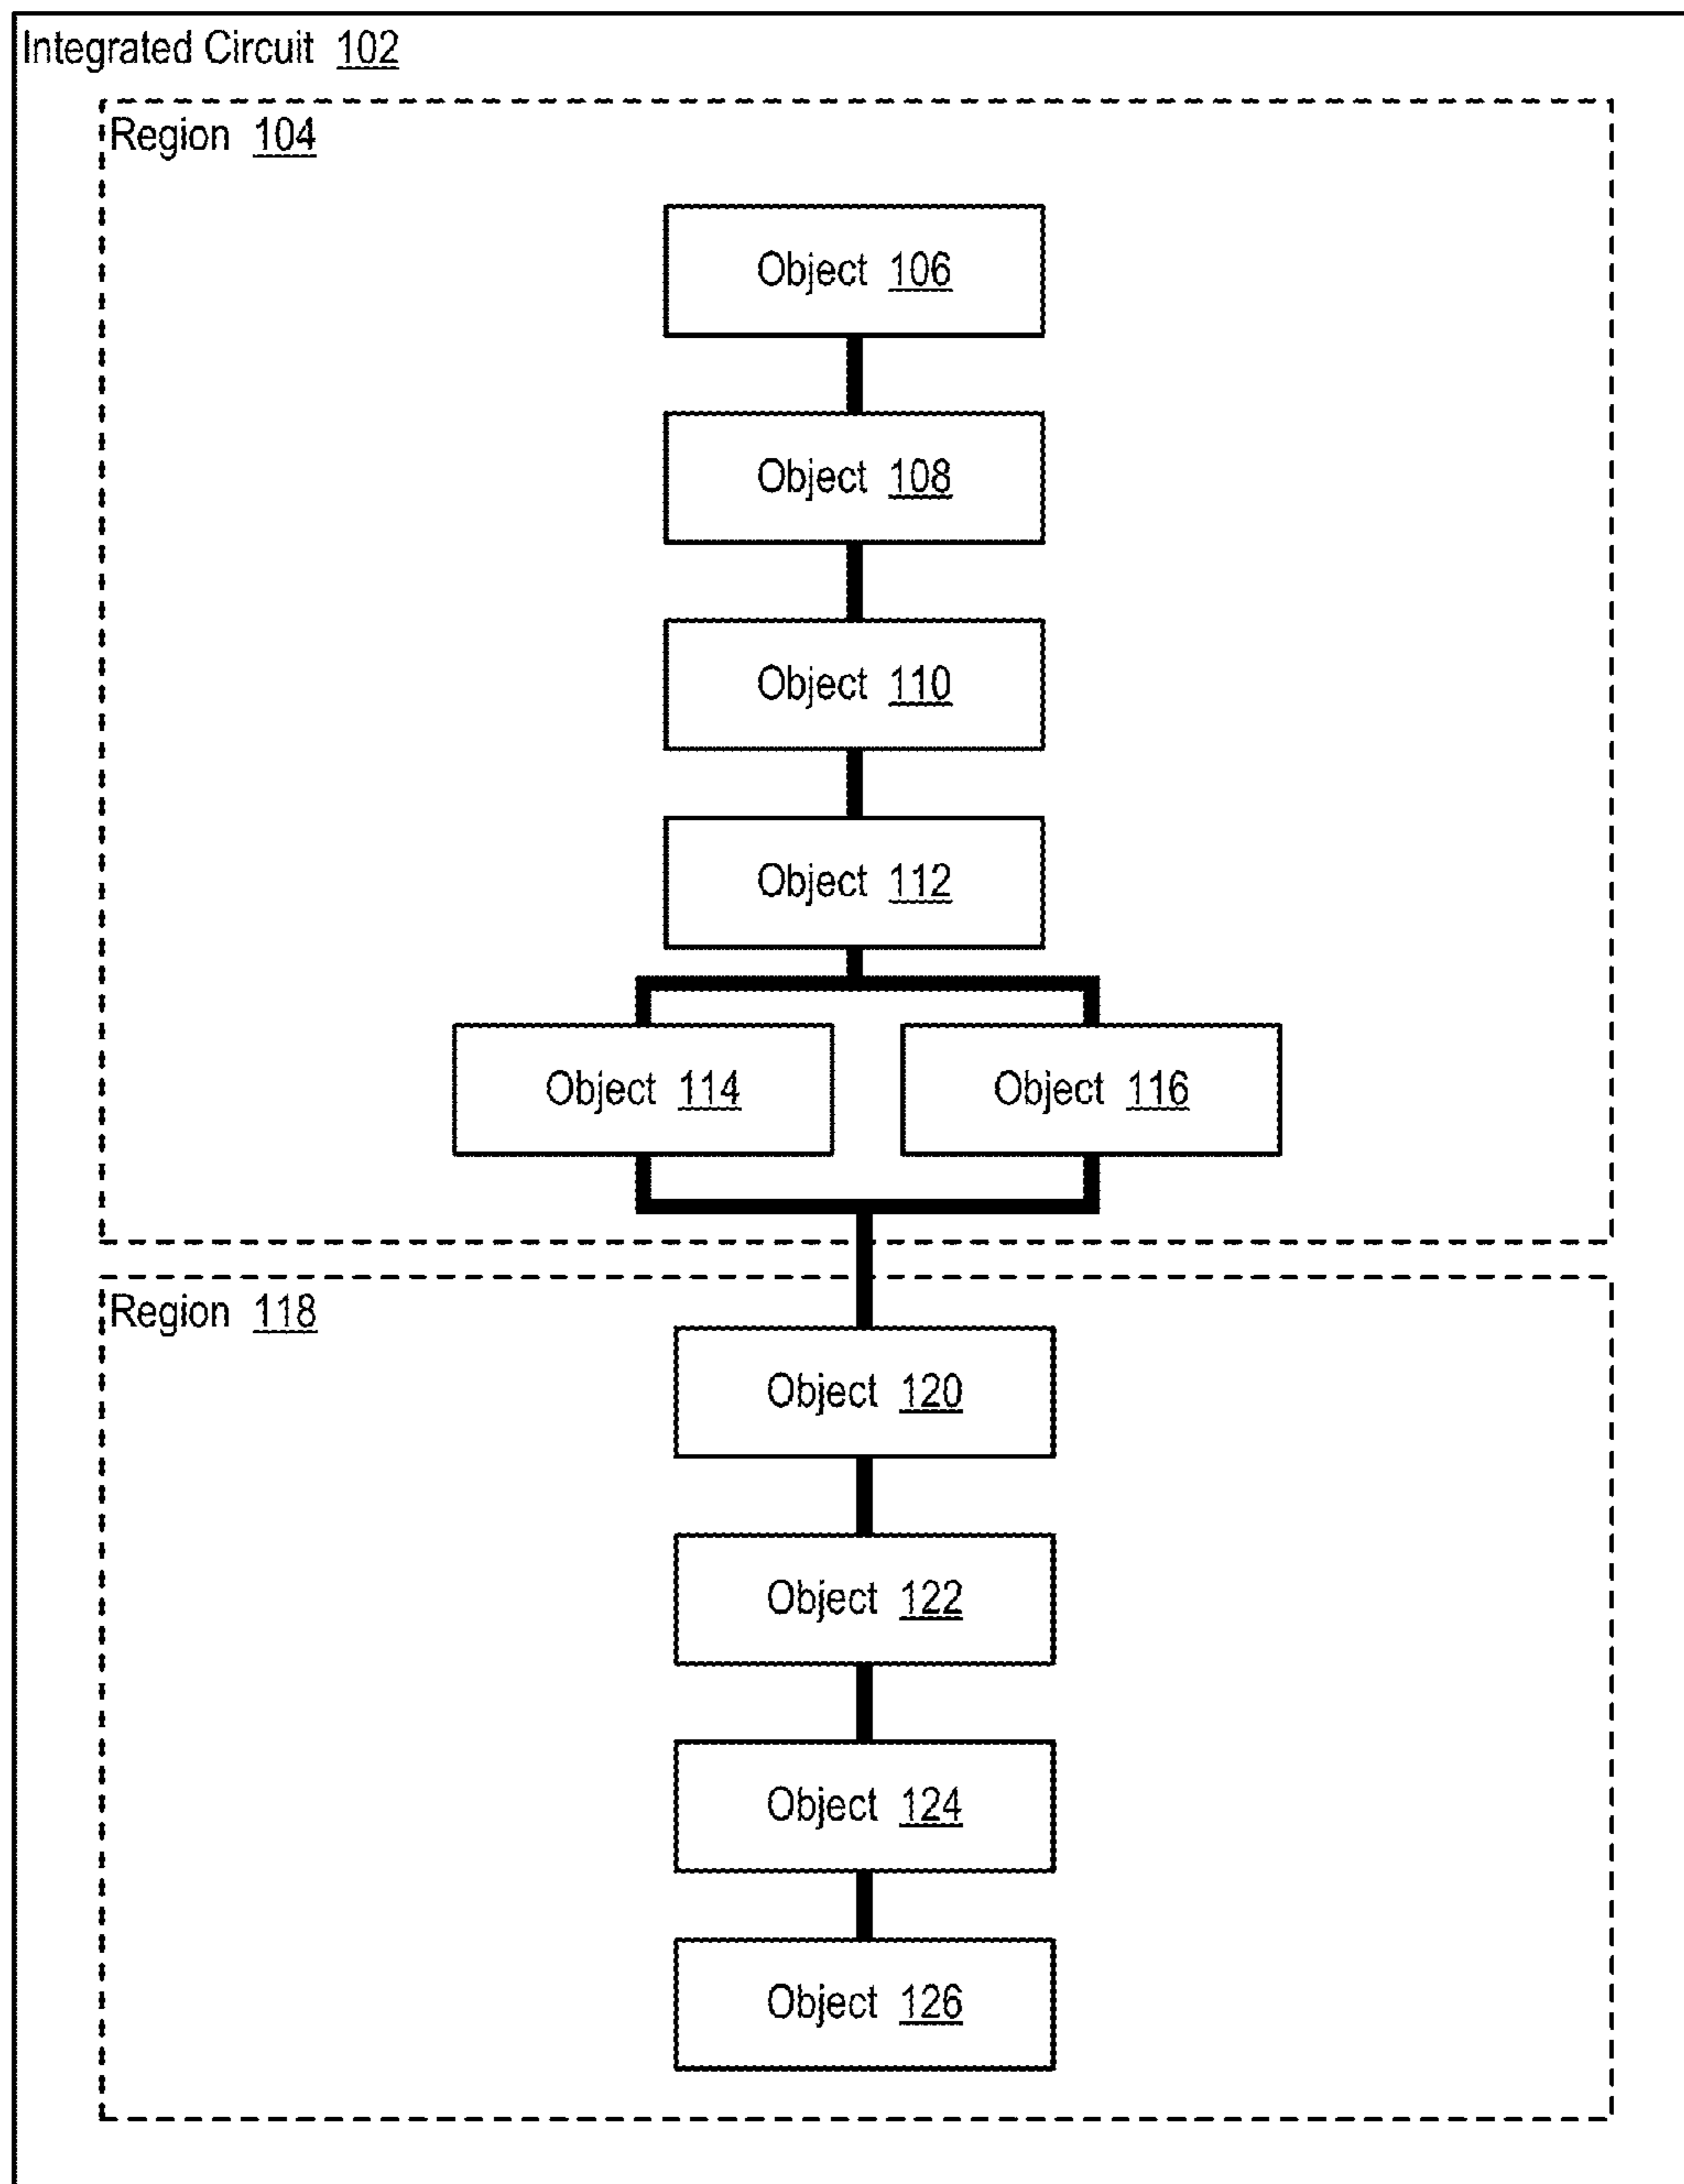 Integrated Circuit 102
Region 104
Object 106
Object 108
Object 110
Object 112
Object 114
Object 116
Region 118
Object 120
Object 122
Object 124
Object 126